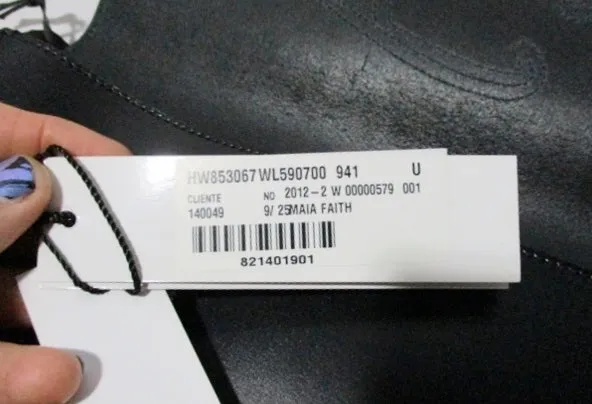 HW853067 WL590700 941 U
CLIENTE NO 2012-2 W 00000579 001
140049 9/ 25MAIA FAITH
821401901